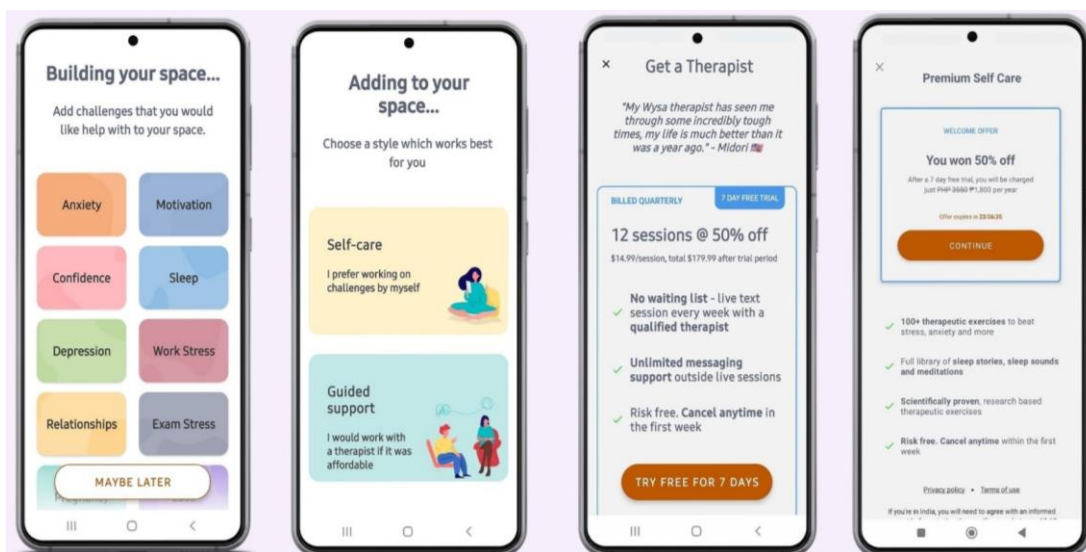 Building your space...
Add challenges that you would
like help with to your space.
Anxiety
Motivation
Confidence
Sleep
Depression
Work Stress
Relationships
Exam Stress
MAYBE LATER
Adding to your
space...
Choose a style which works best
for you
Self-care
I prefer working on
challenges by myself
Guided
support
I would work with
a therapist if it was
affordable
Get a Therapist
"My Wysa therapist has seen me
through some incredibly tough
times, my life is much better than it
was a year ago." - Midori
BILLED QUARTERLY
7 DAY FREE TRIAL
12 sessions @ 50% off
$14.99/session, total $179.99 after trial period
No waiting list - live text
session every week with a
qualified therapist
Unlimited messaging
support outside live sessions
Risk free. Cancel anytime in
the first week
TRY FREE FOR 7 DAYS
Premium Self Care
WELCOME OFFER
You won 50% off
After a 7 day free trial, you will be charged
just PHP ₱1,800 per year
Offer expires in
CONTINUE
100+ therapeutic exercises to beat
stress, anxiety and more
Full library of sleep stories, sleep sounds
and meditations
Scientifically proven, research based
therapeutic exercises
Risk free. Cancel anytime within the first
week
Privacy policy • Terms of use
If you're in India, you will need to agree with an informed